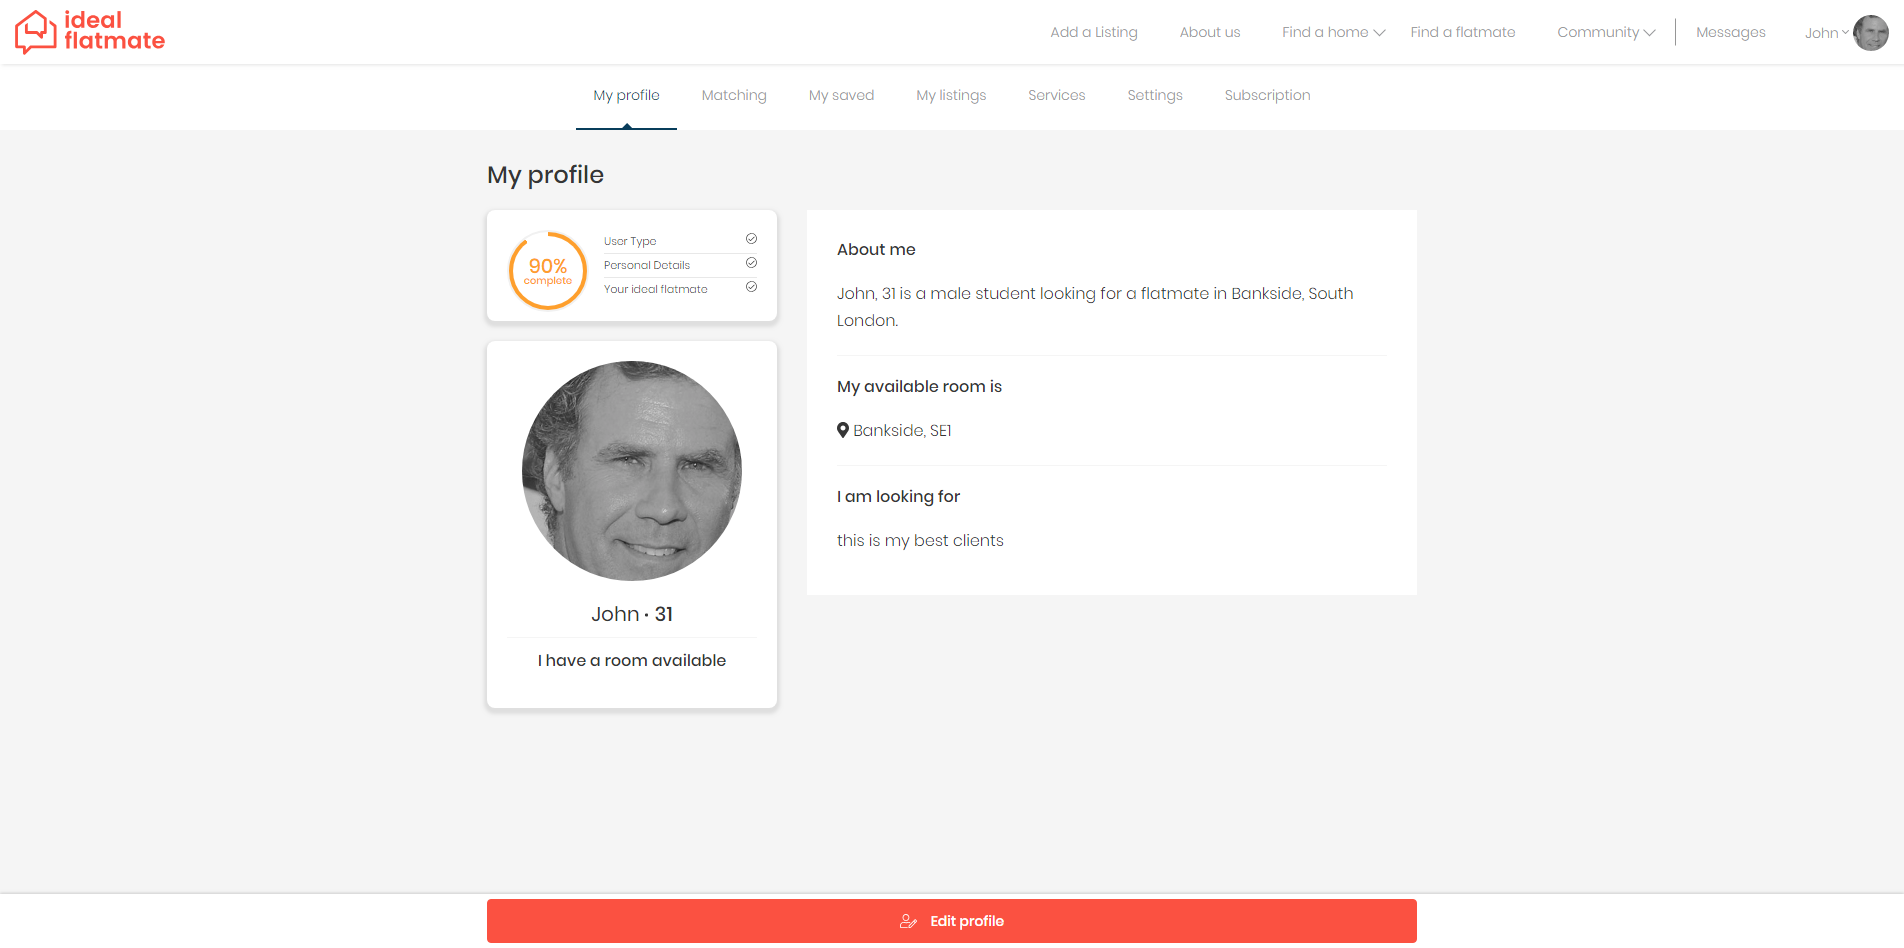 ideal
flatmate
Add a Listing
About us
Find a home
Find a flatmate
Community
Messages
John
My profile
Matching
My saved
My listings
Services
Settings
Subscription
My profile
90%
complete
User Type
Personal Details
Your ideal flatmate
John · 31
I have a room available
About me
John, 31 is a male student looking for a flatmate in Bankside, South
London.
My available room is
Bankside, SE1
I am looking for
this is my best clients
Edit profile